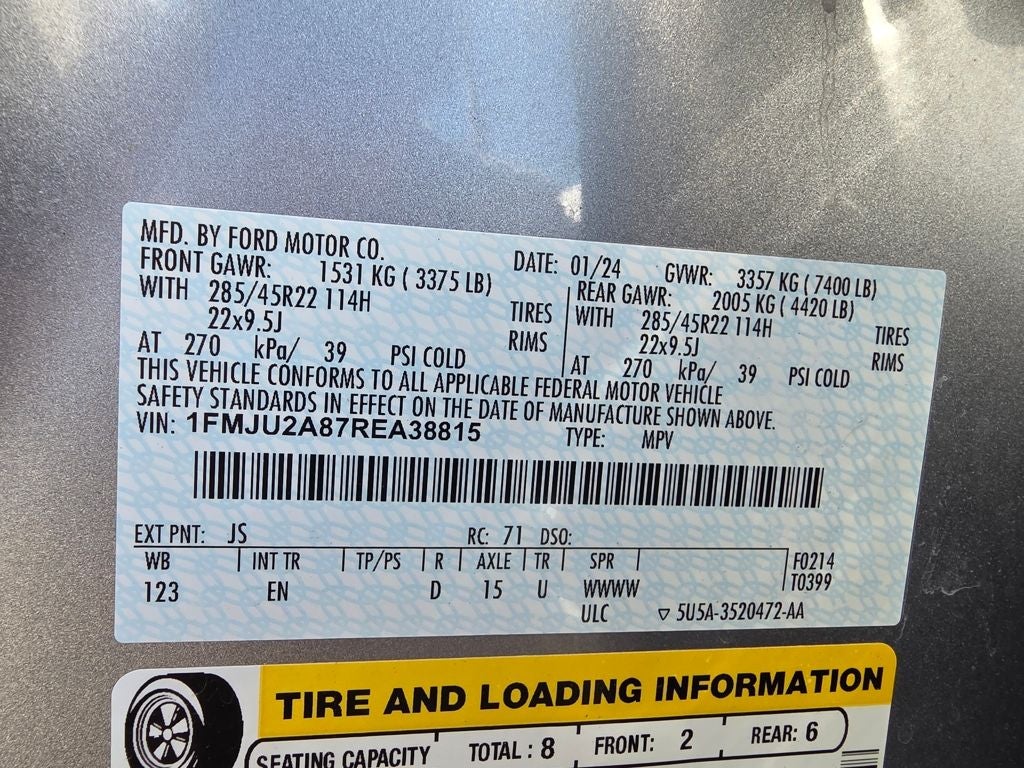 MFD. BY FORD MOTOR CO. DATE: 01/24 GVWR: 3357 KG ( 7400 LB)
FRONT GAWR: 1531 KG ( 3375 LB) REAR GAWR: 2005 KG ( 4420 LB)
WITH 285/45R22 114H TIRES WITH 285/45R22 114H TIRES
22x9.5J RIMS 22x9.5J RIMS
AT 270 kPa/ 39 PSI COLD AT 270 kPa/ 39 PSI COLD
THIS VEHICLE CONFORMS TO ALL APPLICABLE FEDERAL MOTOR VEHICLE
SAFETY STANDARDS IN EFFECT ON THE DATE OF MANUFACTURE SHOWN ABOVE.
VIN: 1FMJU2A87REA38815 TYPE: MPV
EXT PNT: JS RC: 71 DSO:
WB INT TR TP/PS R AXLE TR SPR F0214
123 EN D 15 U WWWW T0399
ULC ▽ 5U5A-3520472-AA
TIRE AND LOADING INFORMATION
SEATING CAPACITY TOTAL : 8 FRONT: 2 REAR: 6